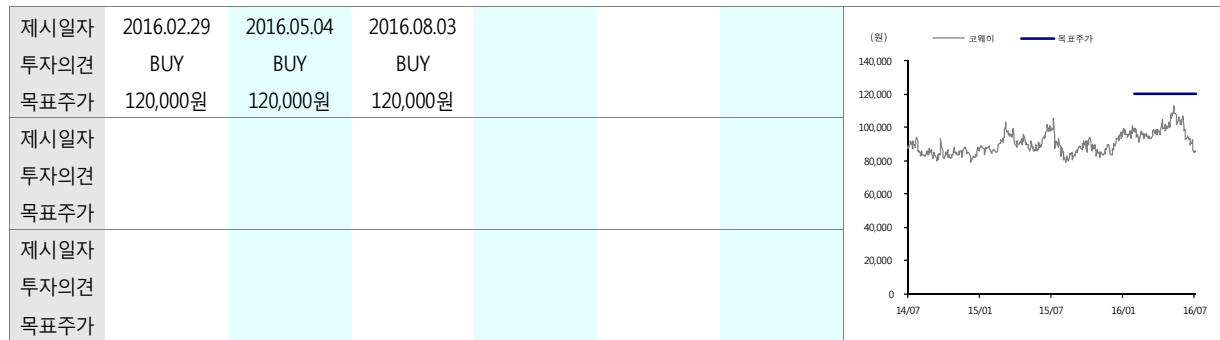 제시일자 2016.02.29 2016.05.04 2016.08.03
투자의견 BUY BUY BUY
목표주가 120,000원 120,000원 120,000원
제시일자
투자의견
목표주가
제시일자
투자의견
목표주가
(원) 코웨이 목표주가
140,000
120,000
100,000
80,000
60,000
40,000
20,000
0
14/07 15/01 15/07 16/01 16/07